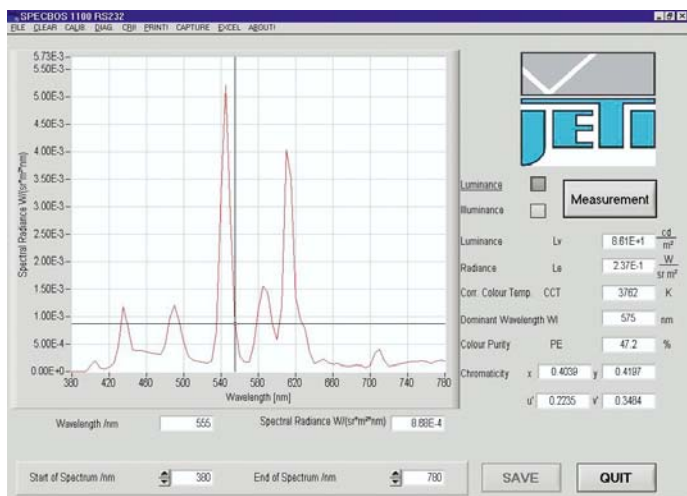 SPECBOS 1100 RS232
FILE CLEAR CALIB. DIAG. CRI! PRINT! CAPTURE EXCEL ABOUT!
5.73E-3
5.50E-3
5.00E-3
4.50E-3
4.00E-3
3.50E-3
3.00E-3
2.50E-3
2.00E-3
1.50E-3
1.00E-3
5.00E-4
0.00E+0
Spectral Radiance W/(sr*m²*nm)
380 420 460 500 540 580 620 660 700 740 780
Wavelength [nm]
JETI
Luminance
Illuminance
Measurement
Luminance Lv 8.61E+1 cd/m²
Radiance Le 2.37E-1 W/sr m²
Corr. Colour Temp. CCT 3762 K
Dominant Wavelength Wl 575 nm
Colour Purity PE 47.2 %
Chromaticity x 0.4039 y 0.4197
u' 0.2235 v' 0.3484
Wavelength /nm 555 Spectral Radiance W/(sr*m²*nm) 8.68E-4
Start of Spectrum /nm 380 End of Spectrum /nm 780 SAVE QUIT